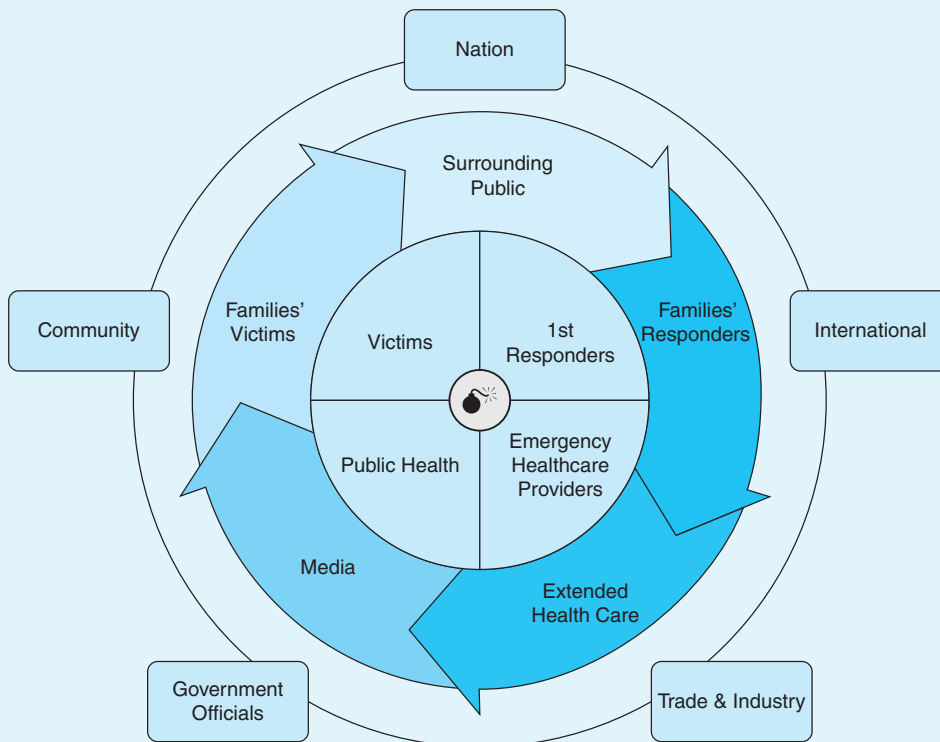 Nation
Surrounding
Public
Families’
Victims
Families’
Responders
Community
International
Victims
1st
Responders
Public Health
Emergency
Healthcare
Providers
Media
Extended
Health Care
Government
Officials
Trade & Industry